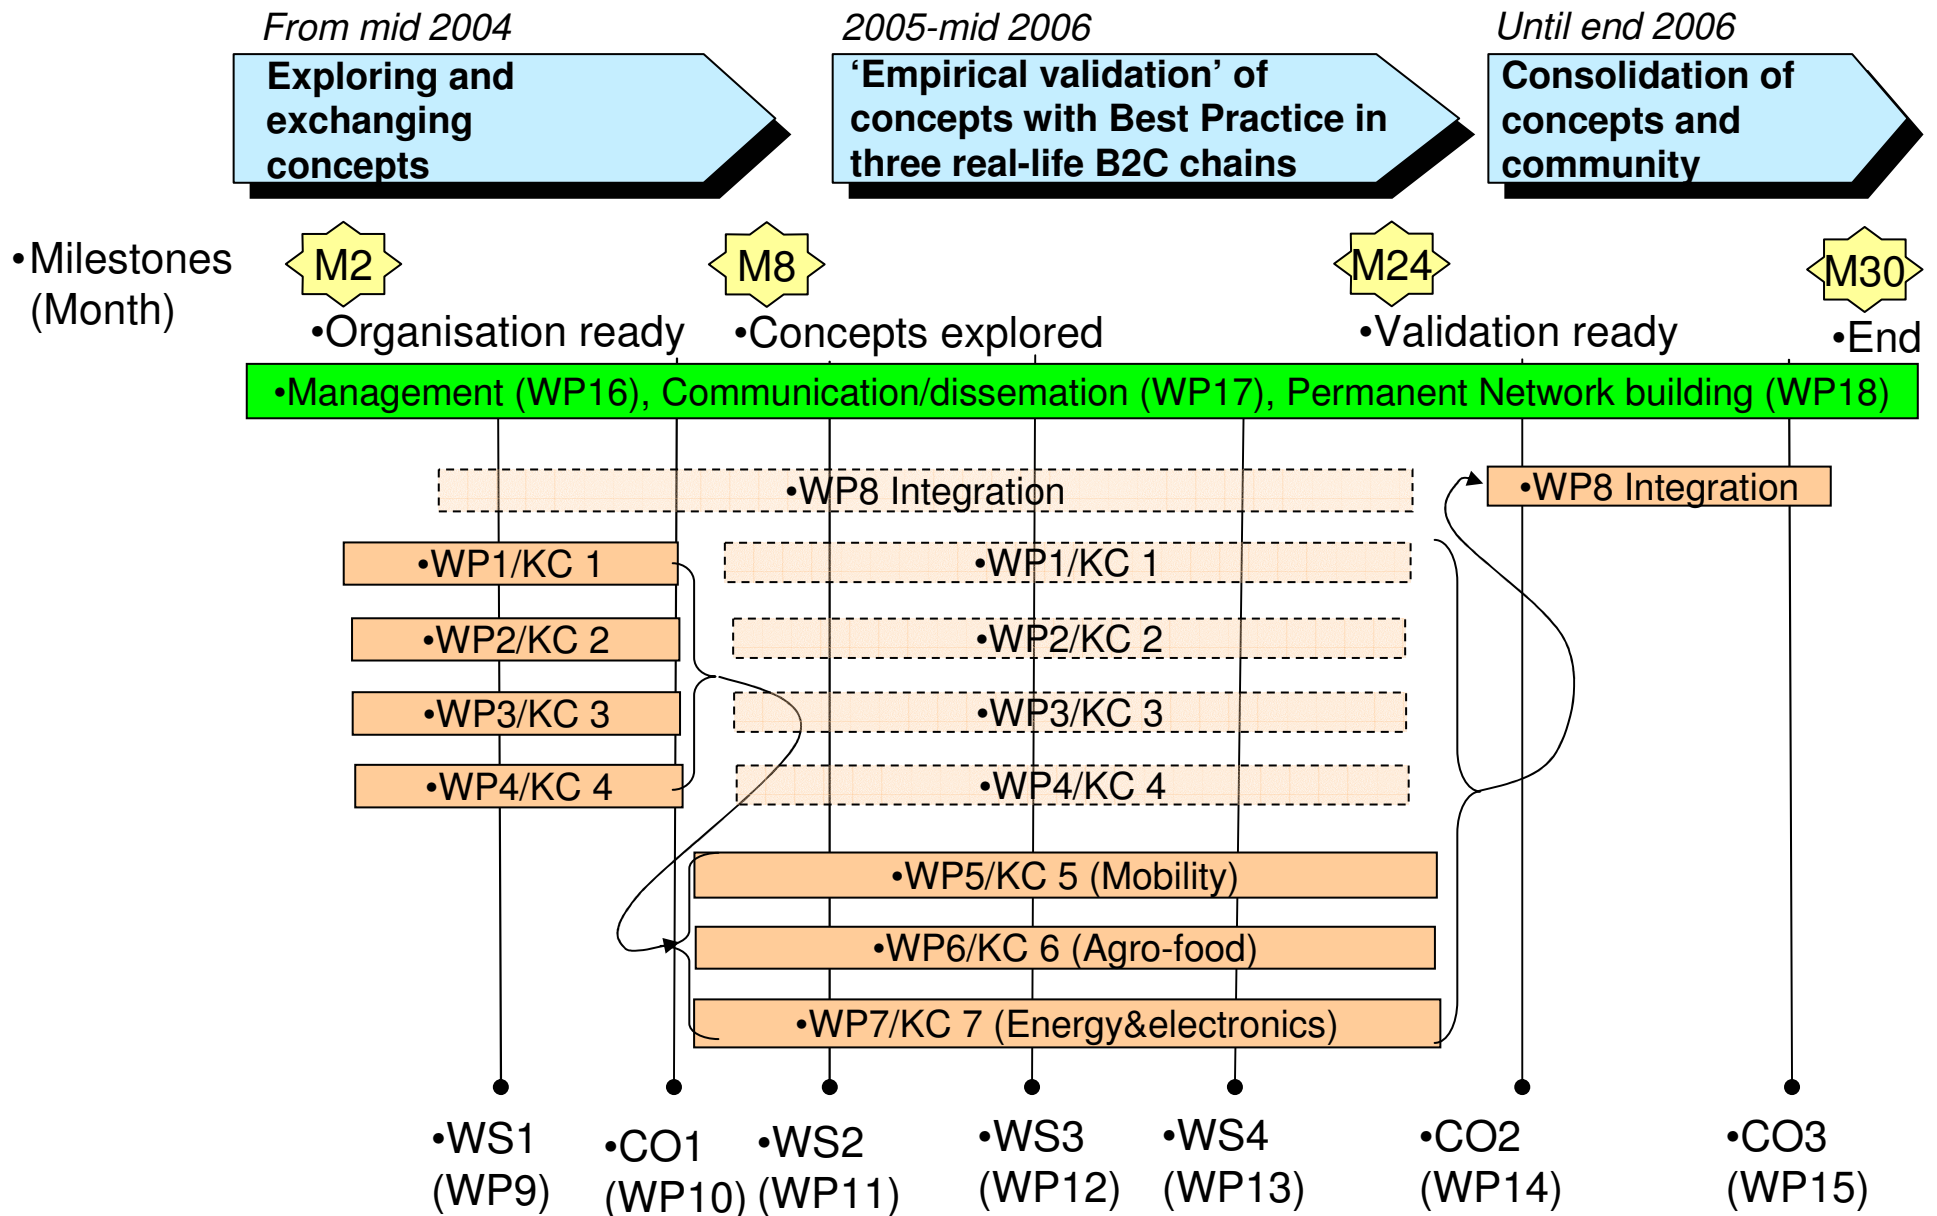 From mid 2004
2005-mid 2006
Until end 2006
Exploring and
exchanging
concepts
‘Empirical validation’ of
concepts with Best Practice in
three real-life B2C chains
Consolidation of
concepts and
community
•Milestones
(Month)
M2
M8
M24
M30
•Organisation ready
•Concepts explored
•Validation ready
•End
•Management (WP16), Communication/dissemation (WP17), Permanent Network building (WP18)
•WP8 Integration
•WP8 Integration
•WP1/KC 1
•WP1/KC 1
•WP2/KC 2
•WP2/KC 2
•WP3/KC 3
•WP3/KC 3
•WP4/KC 4
•WP4/KC 4
•WP5/KC 5 (Mobility)
•WP6/KC 6 (Agro-food)
•WP7/KC 7 (Energy&electronics)
•WS1
(WP9)
•CO1
(WP10)
•WS2
(WP11)
•WS3
(WP12)
•WS4
(WP13)
•CO2
(WP14)
•CO3
(WP15)